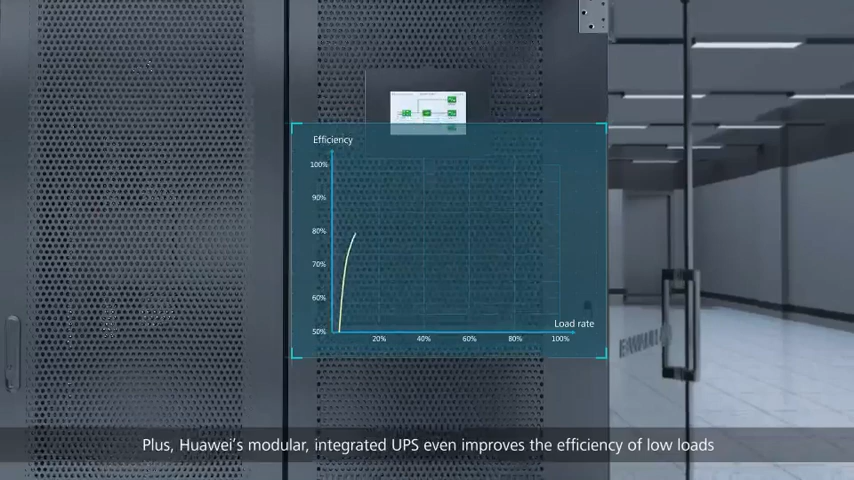 Efficiency
100%
90%
80%
70%
60%
50%
Load rate
20% 40% 60% 80% 100%
Plus, Huawei's modular, integrated UPS even improves the efficiency of low loads